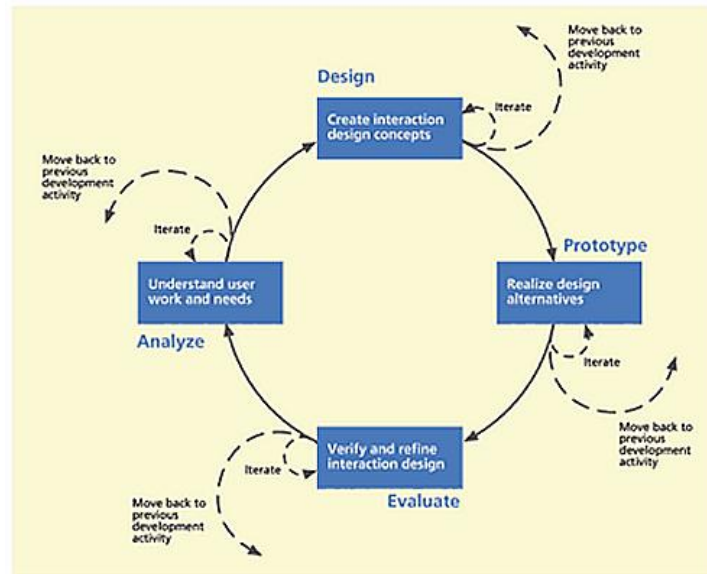 Design
Create interaction
design concepts
Iterate
Move back to
previous
development
activity
Prototype
Realize design
alternatives
Iterate
Move back to
previous
development
activity
Verify and refine
interaction design
Evaluate
Iterate
Move back to
previous
development
activity
Understand user
work and needs
Analyze
Iterate
Move back to
previous
development
activity